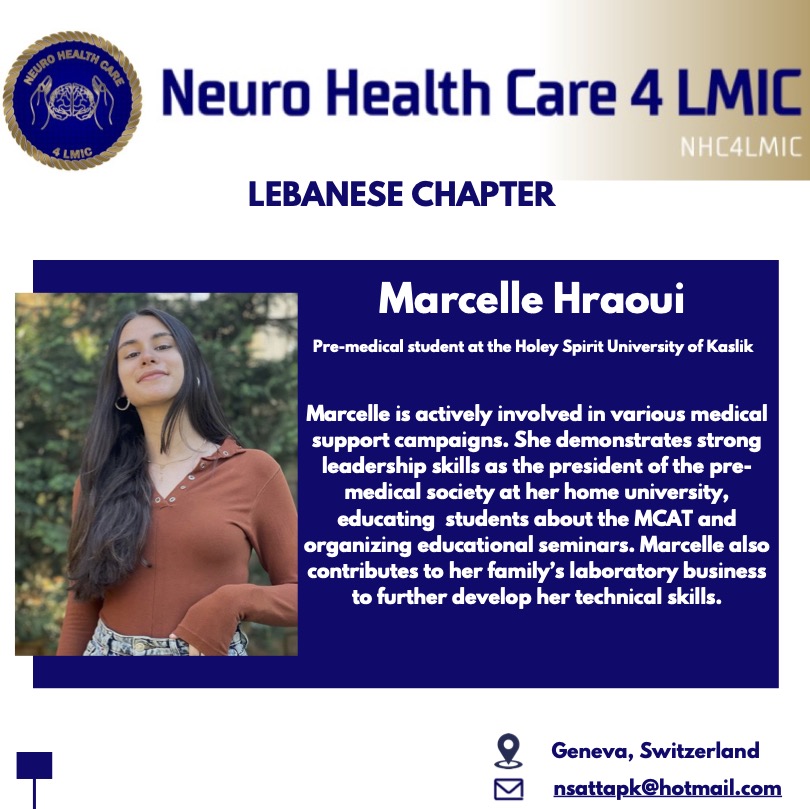 NEURO HEALTH CARE
4 LMIC
Neuro Health Care 4 LMIC
NHC4LMIC
LEBANESE CHAPTER
Marcelle Hraoui
Pre-medical student at the Holey Spirit University of Kaslik
Marcelle is actively involved in various medical
support campaigns. She demonstrates strong
leadership skills as the president of the pre-
medical society at her home university,
educating  students about the MCAT and
organizing educational seminars. Marcelle also
contributes to her family’s laboratory business
to further develop her technical skills.
Geneva, Switzerland
nsattapk@hotmail.com